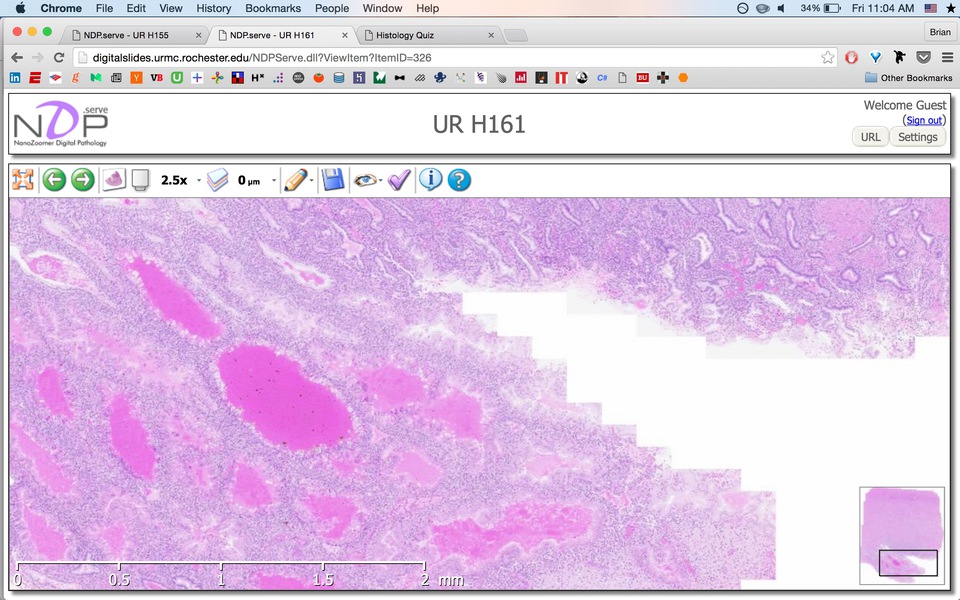 Chrome File Edit View History Bookmarks People Window Help 34% Fri 11:04 AM
NDP.serve - UR H155 NDP.serve - UR H161 Histology Quiz Brian
digitalslides.urmc.rochester.edu/NDPServe.dll?ViewItem?ItemID=326
Other Bookmarks
NDP .serve
NanoZoomer Digital Pathology
UR H161
Welcome Guest
(Sign out)
URL Settings
2.5x 0 µm
0 0.5 1 1.5 2 mm